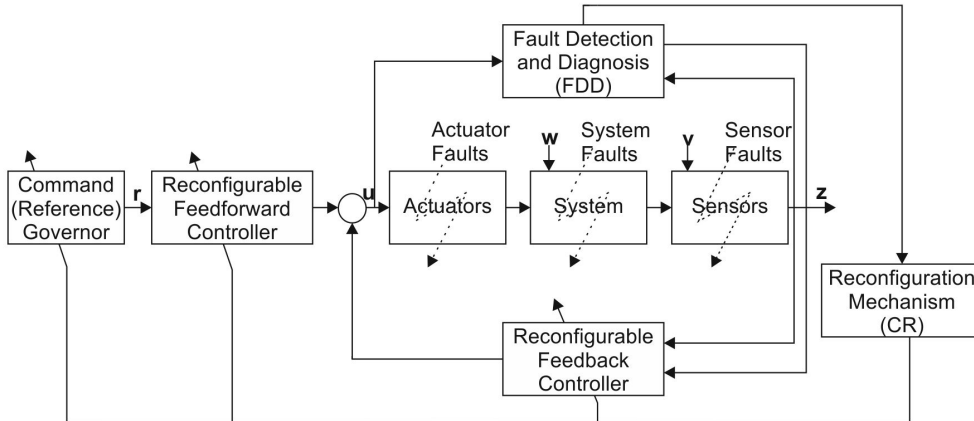 Fault Detection
and Diagnosis
(FDD)
Actuator
Faults
w
System
Faults
v
Sensor
Faults
Command
(Reference)
Governor
r
Reconfigurable
Feedforward
Controller
u
Actuators
System
Sensors
z
Reconfiguration
Mechanism
(CR)
Reconfigurable
Feedback
Controller